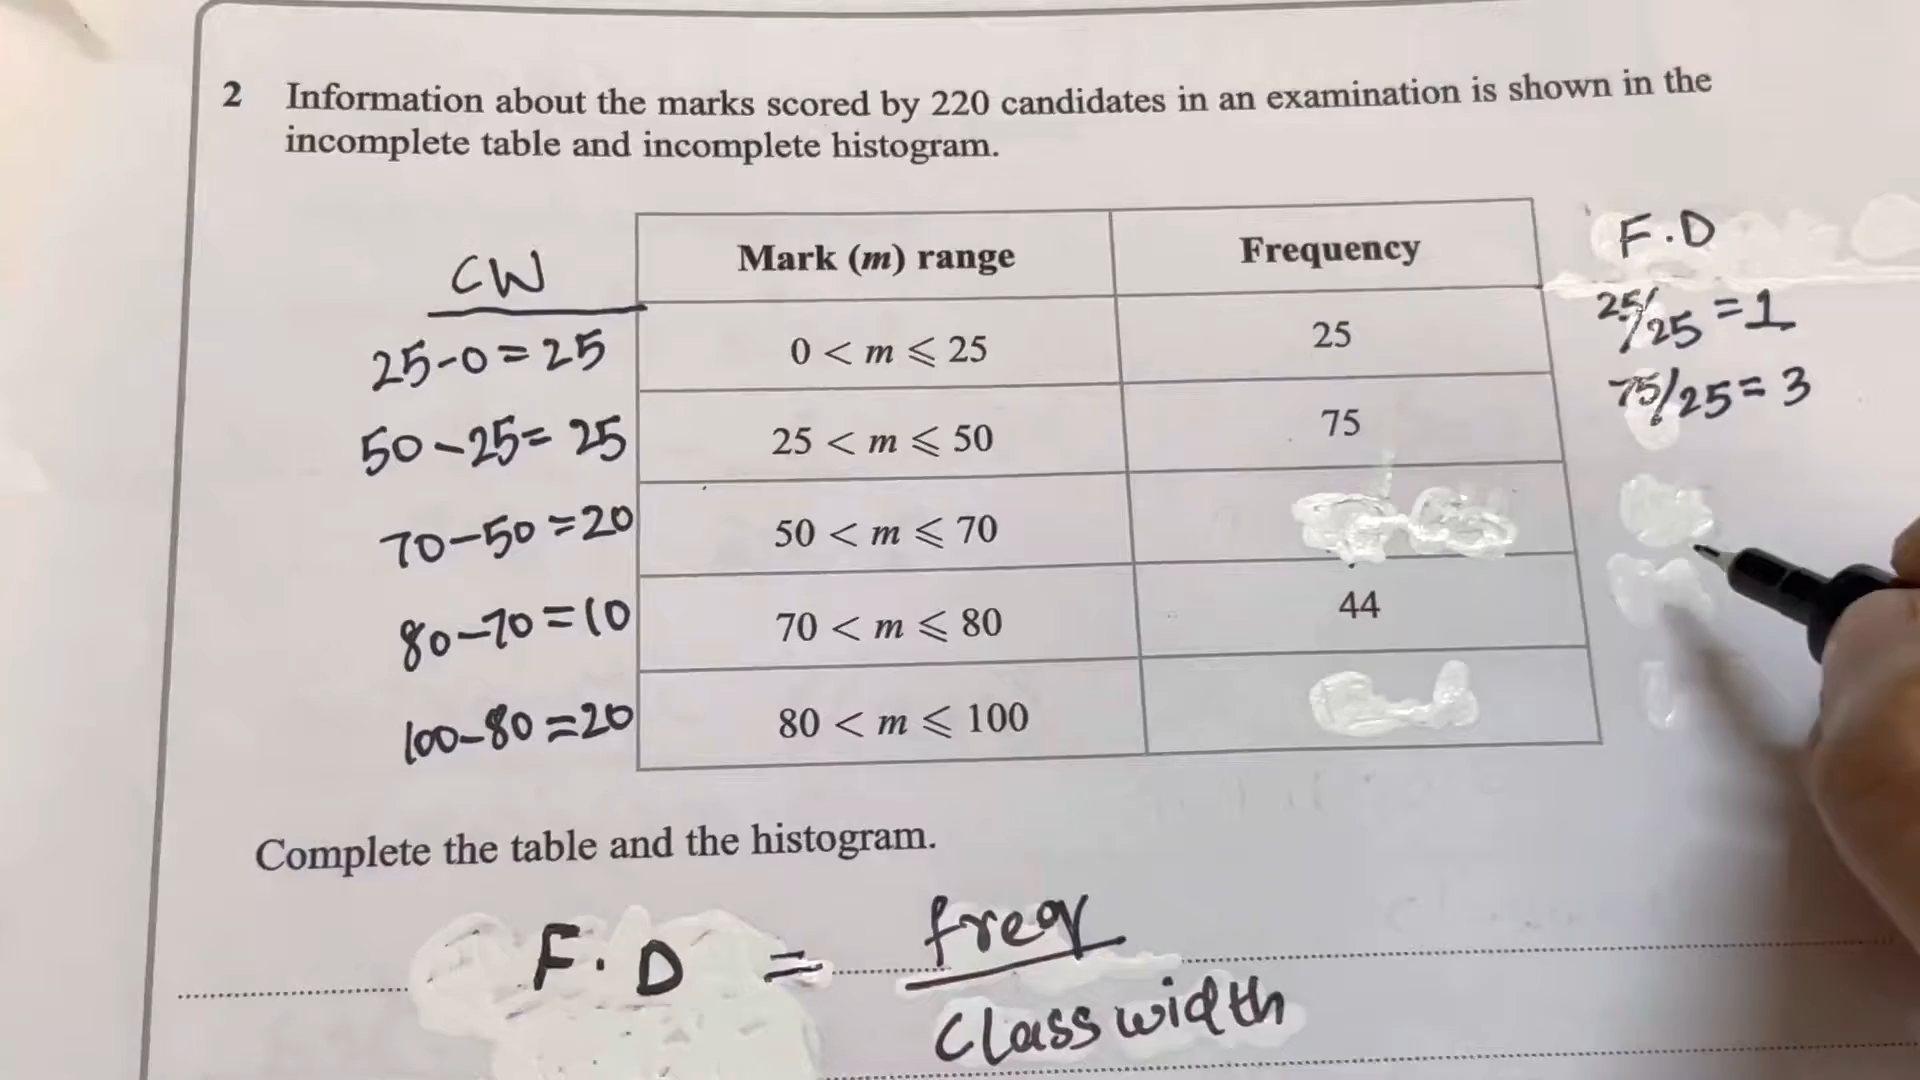 2 Information about the marks scored by 220 candidates in an examination is shown in the
incomplete table and incomplete histogram.
CW Mark (m) range Frequency F.D
25-0=25 0 < m ⩽ 25 25 25/25 =1
50-25=25 25 < m ⩽ 50 75 75/25=3
70-50=20 50 < m ⩽ 70
80-70=10 70 < m ⩽ 80 44
100-80=20 80 < m ⩽ 100
Complete the table and the histogram.
F.D = freq
Class width